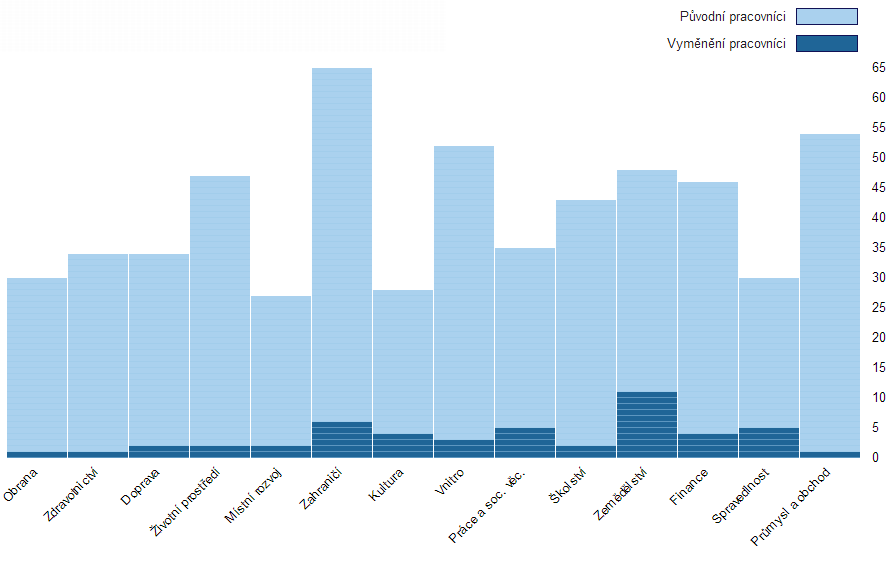 Původní pracovníci
Vyměnění pracovníci
65
60
55
50
45
40
35
30
25
20
15
10
5
0
Obrana
Zdravotnictví
Doprava
Životní prostředí
Místní rozvoj
Zahraničí
Kultura
Vnitro
Práce a soc. věc.
Školství
Zemědělství
Finance
Spravedlnost
Průmysl a obchod